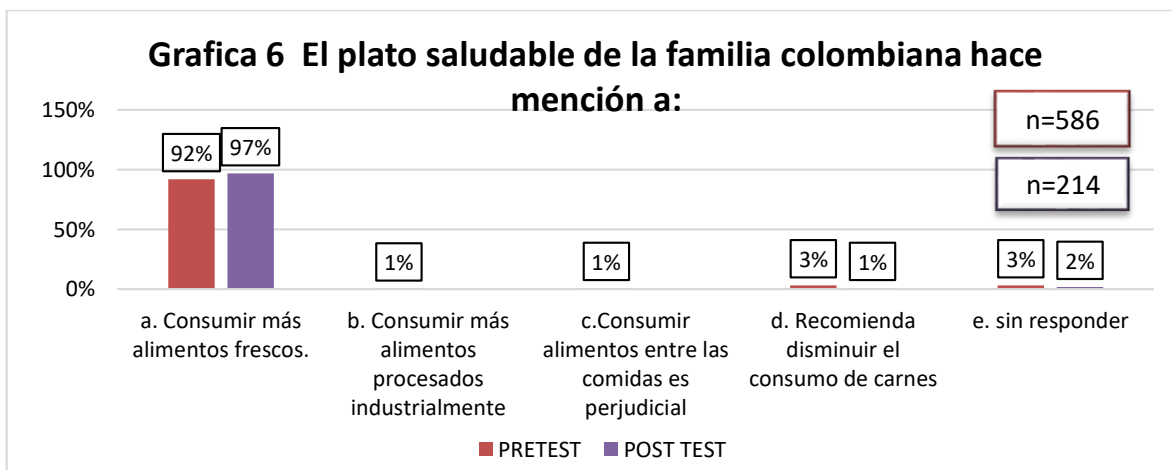 Grafica 6 El plato saludable de la familia colombiana hace
mención a:
150%
100%
50%
0%
n=586
n=214
92%
97%
1%
1%
3%
1%
3%
2%
a. Consumir más
alimentos frescos.
b. Consumir más
alimentos
procesados
industrialmente
c.Consumir
alimentos entre las
comidas es
perjudicial
d. Recomienda
disminuir el
consumo de carnes
e. sin responder
PRETEST
POST TEST